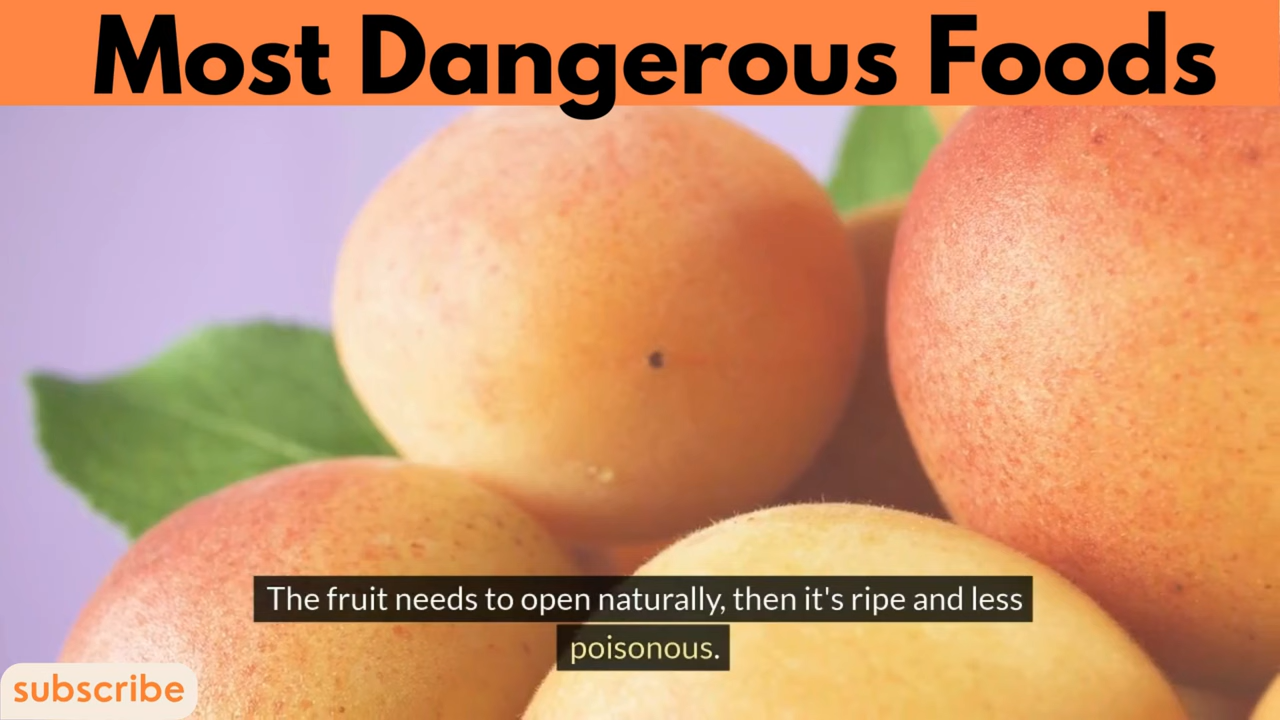 Most Dangerous Foods
The fruit needs to open naturally, then it's ripe and less
poisonous.
subscribe